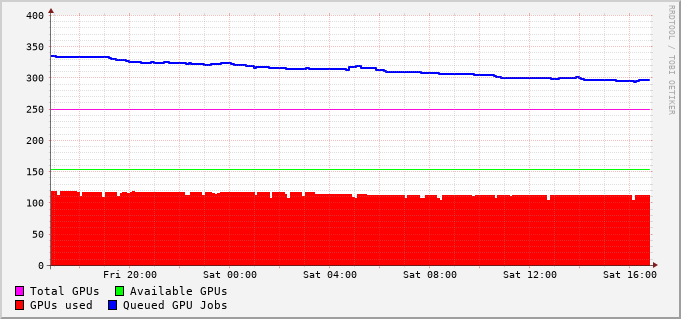 400
350
300
250
200
150
100
50
0
Fri 20:00 Sat 00:00 Sat 04:00 Sat 08:00 Sat 12:00 Sat 16:00
Total GPUs Available GPUs
GPUs used Queued GPU Jobs
RRDTOOL / TOBI OETIKER